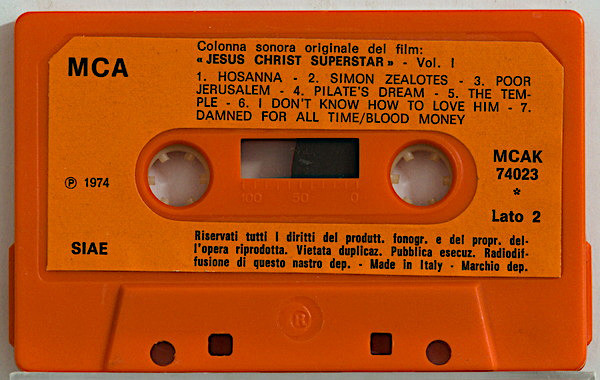 MCA
Colonna sonora originale del film:
« JESUS CHRIST SUPERSTAR » - Vol. I
1. HOSANNA - 2. SIMON ZEALOTES - 3. POOR
JERUSALEM - 4. PILATE'S DREAM - 5. THE TEM-
PLE - 6. I DON'T KNOW HOW TO LOVE HIM - 7.
DAMNED FOR ALL TIME/BLOOD MONEY
℗ 1974
100 50 0
MCAK
74023
*
Lato 2
SIAE
Riservati tutti i diritti del produtt. fonogr. e del propr. del-
l'opera riprodotta. Vietata duplicaz. Pubblica esecuz. Radiodif-
fusione di questo nastro dep. - Made in Italy - Marchio dep.
®